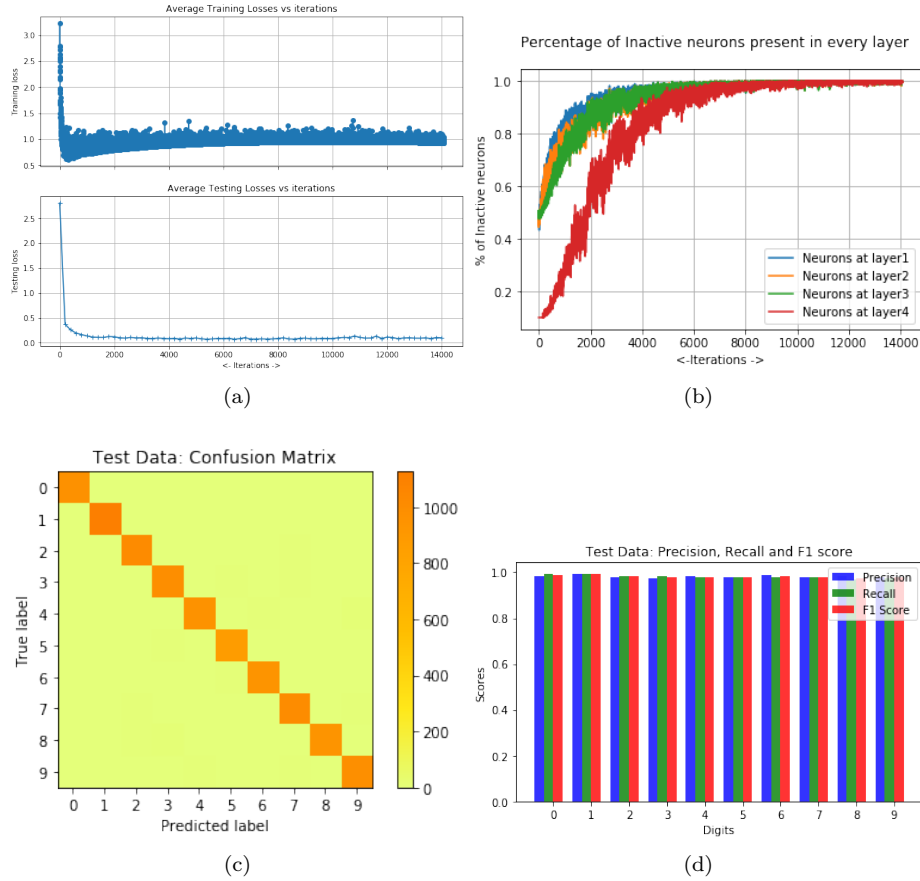 Average Training Losses vs iterations
Training loss
3.0
2.5
2.0
1.5
1.0
0.5
Average Testing Losses vs iterations
Testing loss
2.5
2.0
1.5
1.0
0.5
0.0
0 2000 4000 6000 8000 10000 12000 14000
<- Iterations ->
(a)
Percentage of Inactive neurons present in every layer
% of Inactive neurons
1.0
0.8
0.6
0.4
0.2
Neurons at layer1
Neurons at layer2
Neurons at layer3
Neurons at layer4
0 2000 4000 6000 8000 10000 12000 14000
<-Iterations ->
(b)
Test Data: Confusion Matrix
True label
0
1
2
3
4
5
6
7
8
9
0 1 2 3 4 5 6 7 8 9
Predicted label
1000
800
600
400
200
0
(c)
Test Data: Precision, Recall and F1 score
Scores
1.0
0.8
0.6
0.4
0.2
0.0
Precision
Recall
F1 Score
0 1 2 3 4 5 6 7 8 9
Digits
(d)